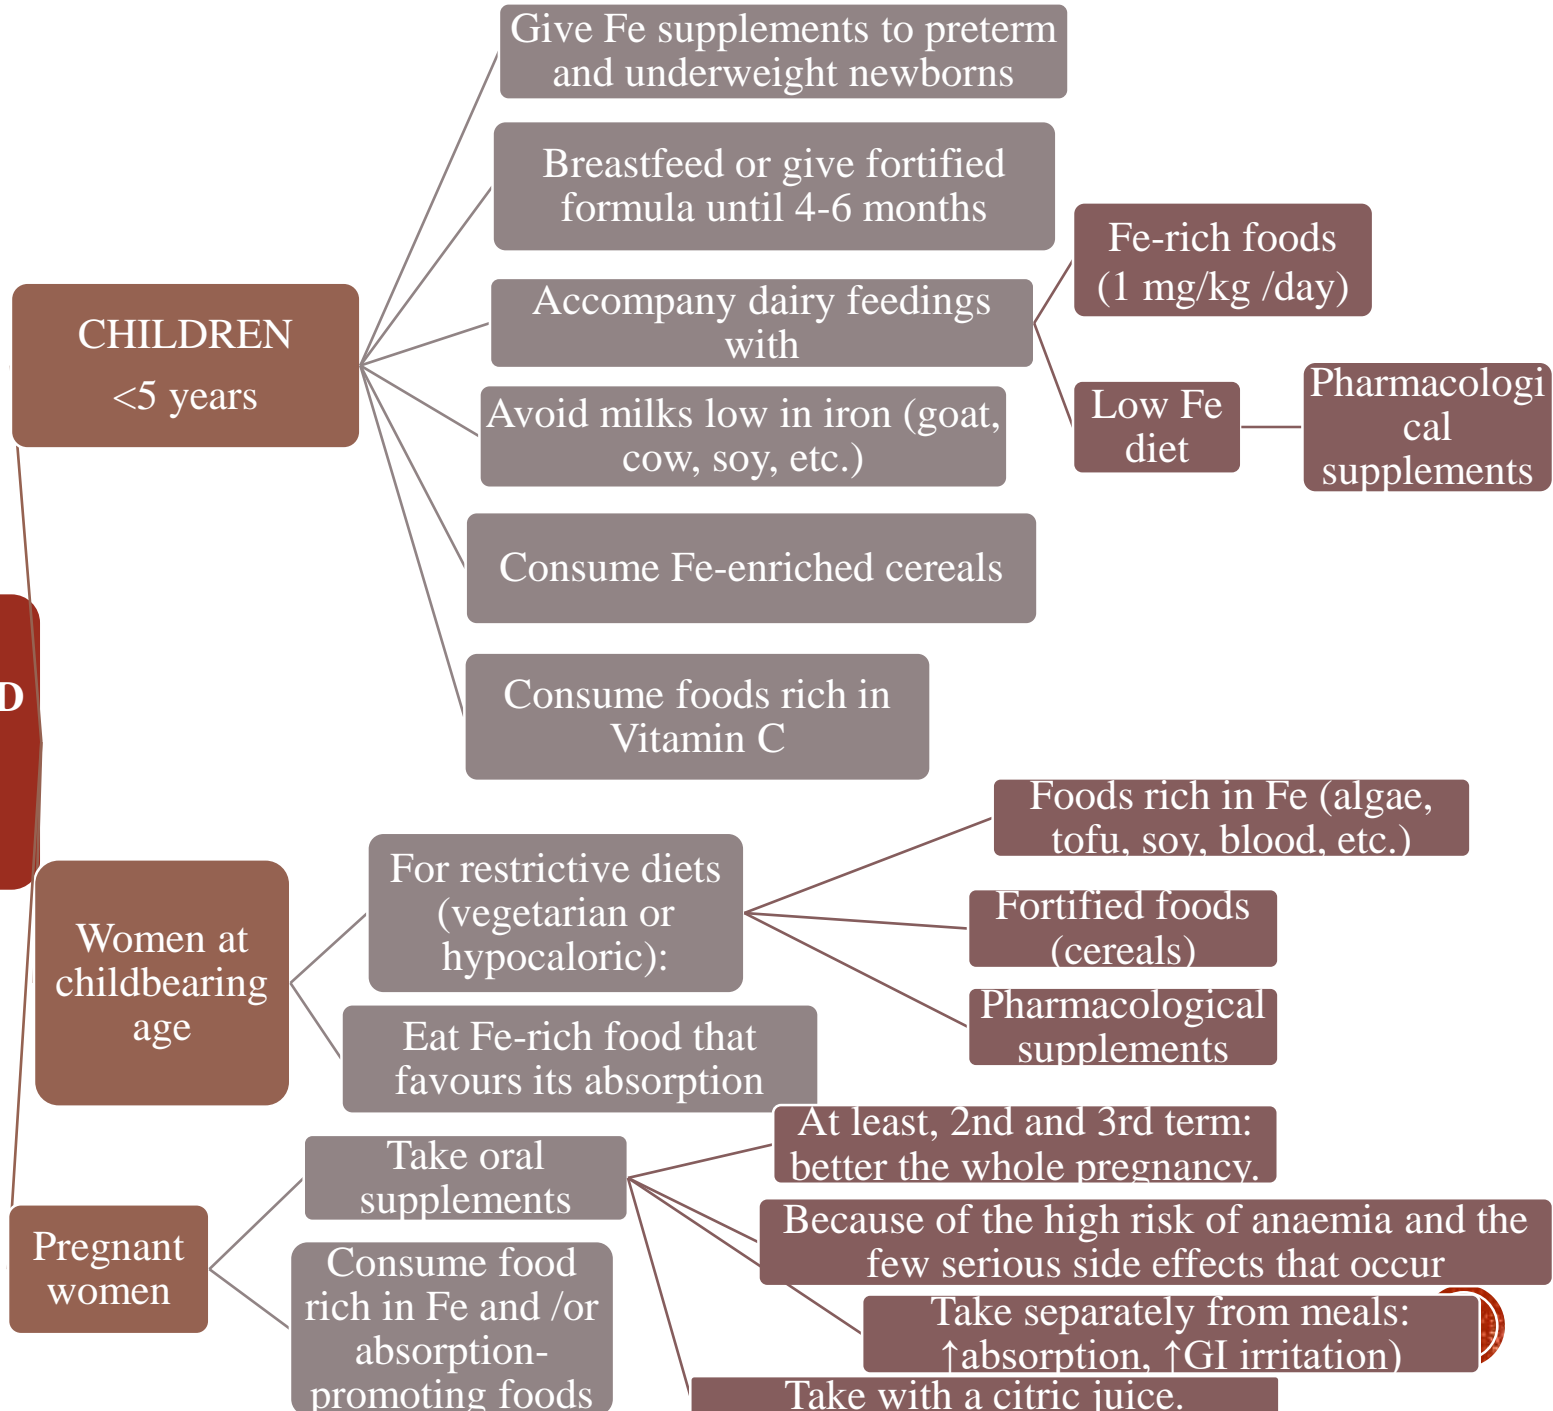 Give Fe supplements to preterm
and underweight newborns
Breastfeed or give fortified
formula until 4-6 months
Fe-rich foods
(1 mg/kg /day)
Accompany dairy feedings
with
CHILDREN
<5 years
Low Fe
diet
Pharmacologi
cal
supplements
Avoid milks low in iron (goat,
cow, soy, etc.)
Consume Fe-enriched cereals
Consume foods rich in
Vitamin C
D
Women at
childbearing
age
For restrictive diets
(vegetarian or
hypocaloric):
Foods rich in Fe (algae,
tofu, soy, blood, etc.)
Fortified foods
(cereals)
Pharmacological
supplements
Eat Fe-rich food that
favours its absorption
Pregnant
women
Take oral
supplements
At least, 2nd and 3rd term:
better the whole pregnancy.
Because of the high risk of anaemia and the
few serious side effects that occur
Take separately from meals:
↑absorption, ↑GI irritation)
Take with a citric juice.
Consume food
rich in Fe and /or
absorption-
promoting foods